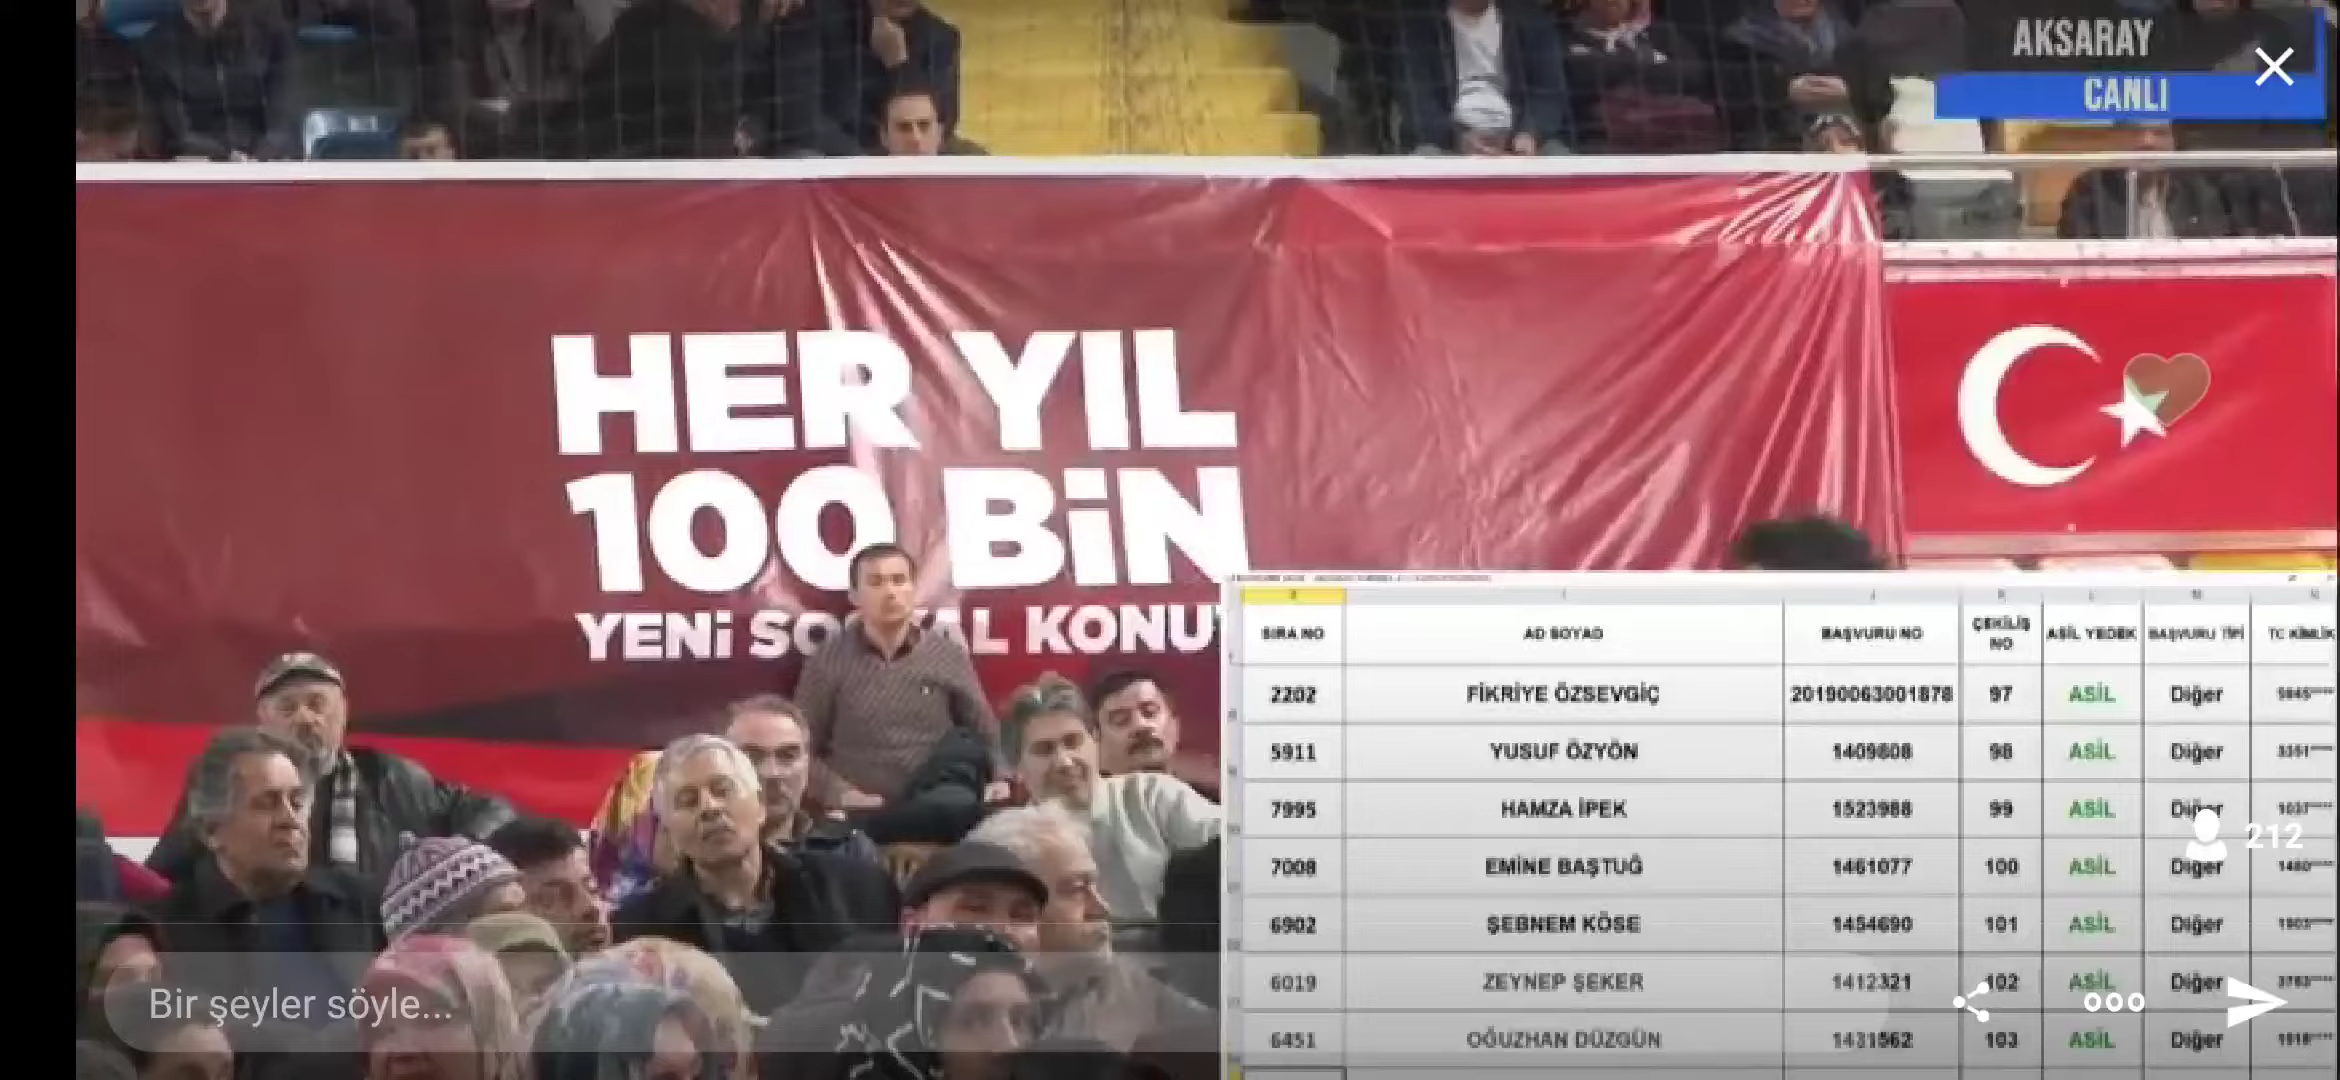 AKSARAY
CANLI
HER YIL
100 BİN
YENİ SOSYAL KONUT
SIRA NO AD SOYAD BAŞVURU NO ÇEKİLİŞ NO ASİL YEDEK BAŞVURU TİPİ TC KİMLİK
2202 FİKRİYE ÖZSEVGİÇ 20190063001878 97 ASİL Diğer
5911 YUSUF ÖZYÖN 1409808 98 ASİL Diğer
7995 HAMZA İPEK 1523988 99 ASİL Diğer
212
7008 EMİNE BAŞTUĞ 1461077 100 ASİL Diğer
6902 ŞEBNEM KÖSE 1454690 101 ASİL Diğer
6019 ZEYNEP ŞEKER 1412321 102 ASİL Diğer
Bir şeyler söyle...
6451 OĞUZHAN DÜZGÜN 1431562 103 ASİL Diğer